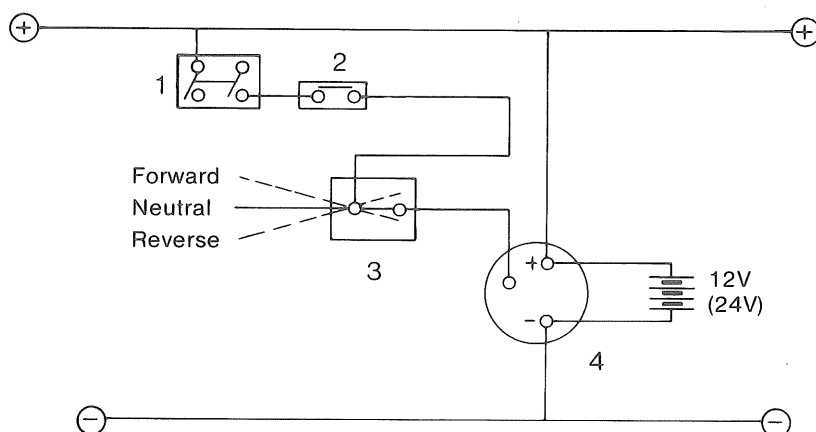 + +
1
2
Forward
Neutral
Reverse
3
+
-
12V
(24V)
4
- -